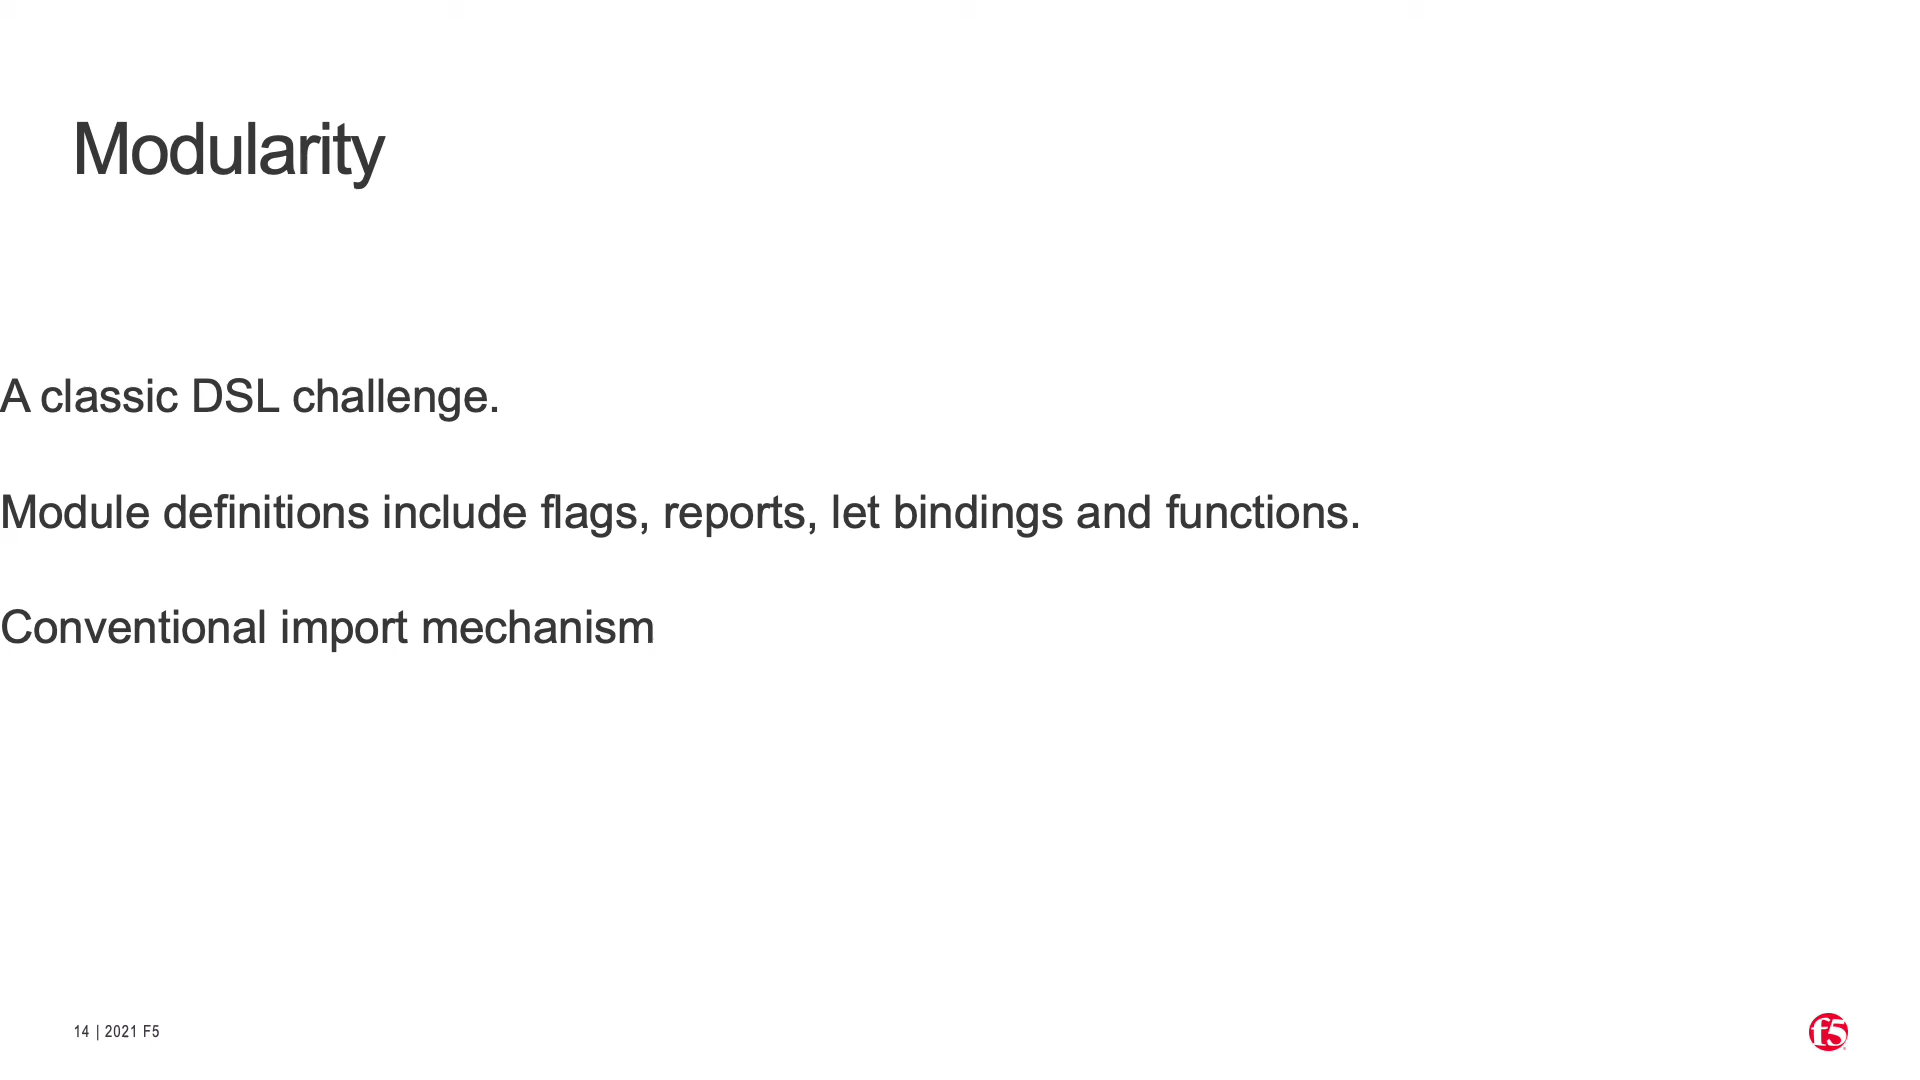 Modularity
A classic DSL challenge.
Module definitions include flags, reports, let bindings and functions.
Conventional import mechanism
14 | 2021 F5
f5